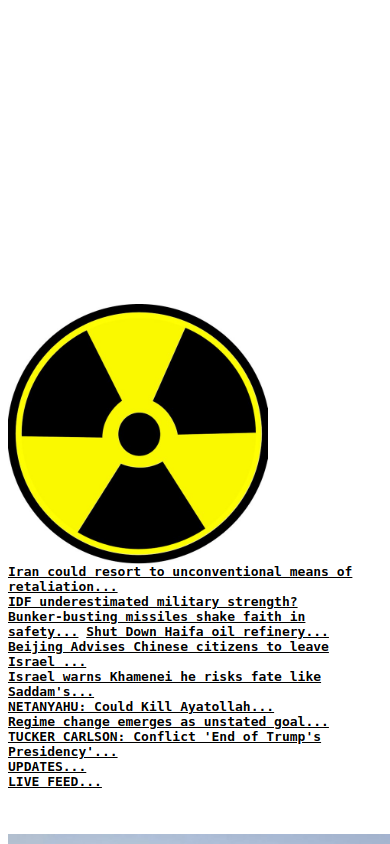 Iran could resort to unconventional means of
retaliation...
IDF underestimated military strength?
Bunker-busting missiles shake faith in
safety... Shut Down Haifa oil refinery...
Beijing Advises Chinese citizens to leave
Israel ...
Israel warns Khamenei he risks fate like
Saddam's...
NETANYAHU: Could Kill Ayatollah...
Regime change emerges as unstated goal...
TUCKER CARLSON: Conflict 'End of Trump's
Presidency'...
UPDATES...
LIVE FEED...